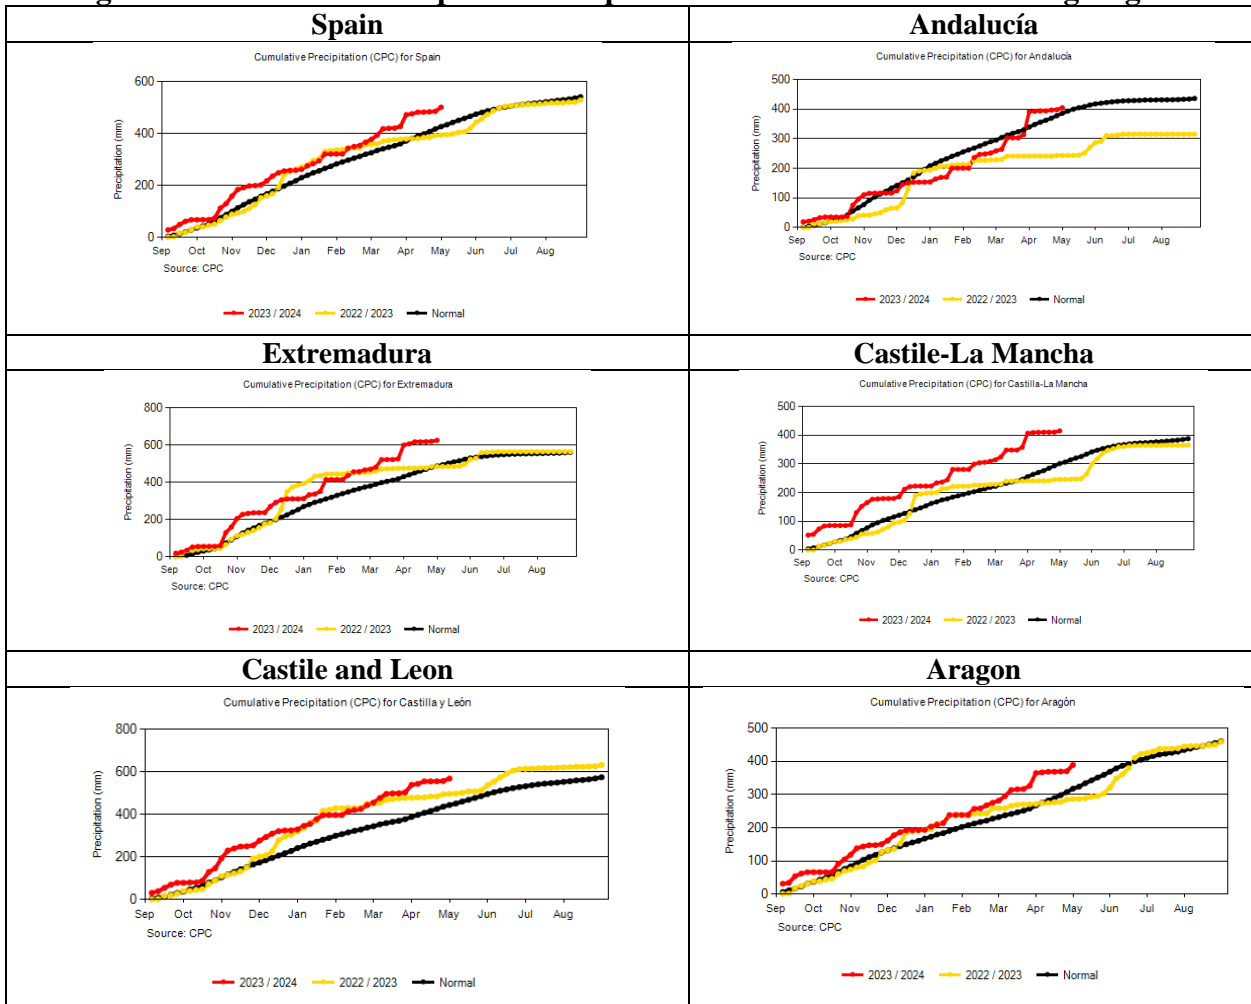 Spain
Andalucía
Cumulative Precipitation (CPC) for Spain
Precipitation (mm)
600
400
200
0
Sep Oct Nov Dec Jan Feb Mar Apr May Jun Jul Aug
Source: CPC
2023 / 2024 2022 / 2023 Normal
Cumulative Precipitation (CPC) for Andalucía
Precipitation (mm)
500
400
300
200
100
0
Sep Oct Nov Dec Jan Feb Mar Apr May Jun Jul Aug
Source: CPC
2023 / 2024 2022 / 2023 Normal
Extremadura
Castile-La Mancha
Cumulative Precipitation (CPC) for Extremadura
Precipitation (mm)
800
600
400
200
0
Sep Oct Nov Dec Jan Feb Mar Apr May Jun Jul Aug
Source: CPC
2023 / 2024 2022 / 2023 Normal
Cumulative Precipitation (CPC) for Castilla-La Mancha
Precipitation (mm)
500
400
300
200
100
0
Sep Oct Nov Dec Jan Feb Mar Apr May Jun Jul Aug
Source: CPC
2023 / 2024 2022 / 2023 Normal
Castile and Leon
Aragon
Cumulative Precipitation (CPC) for Castilla y León
Precipitation (mm)
800
600
400
200
0
Sep Oct Nov Dec Jan Feb Mar Apr May Jun Jul Aug
Source: CPC
2023 / 2024 2022 / 2023 Normal
Cumulative Precipitation (CPC) for Aragón
Precipitation (mm)
500
400
300
200
100
0
Sep Oct Nov Dec Jan Feb Mar Apr May Jun Jul Aug
Source: CPC
2023 / 2024 2022 / 2023 Normal